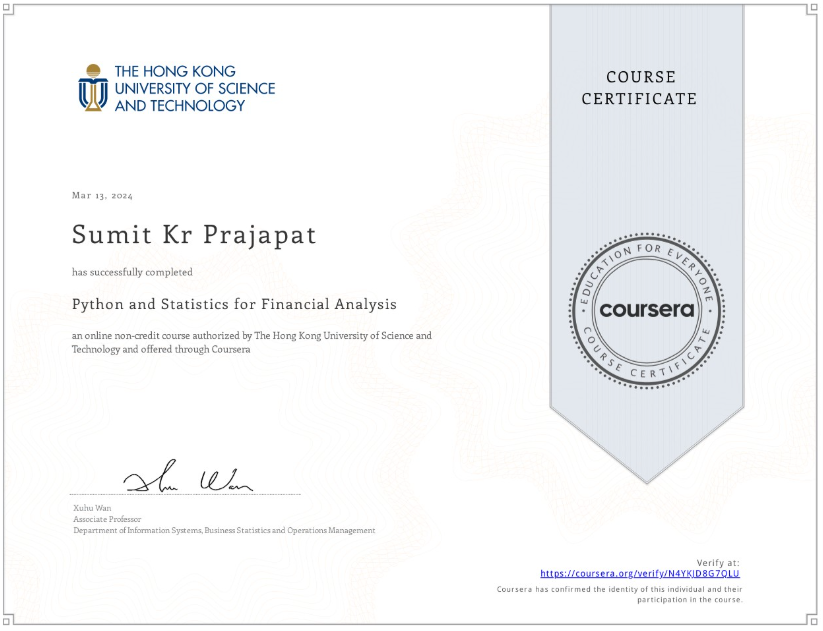 THE HONG KONG
UNIVERSITY OF SCIENCE
AND TECHNOLOGY
COURSE
CERTIFICATE
Mar 13, 2024
Sumit Kr Prajapat
has successfully completed
Python and Statistics for Financial Analysis
an online non-credit course authorized by The Hong Kong University of Science and
Technology and offered through Coursera
EDUCATION FOR EVERYONE
coursera
COURSE CERTIFICATE
Xuhu Wan
Associate Professor
Department of Information Systems, Business Statistics and Operations Management
Verify at:
https://coursera.org/verify/N4YKJD8G7QLU
Coursera has confirmed the identity of this individual and their
participation in the course.